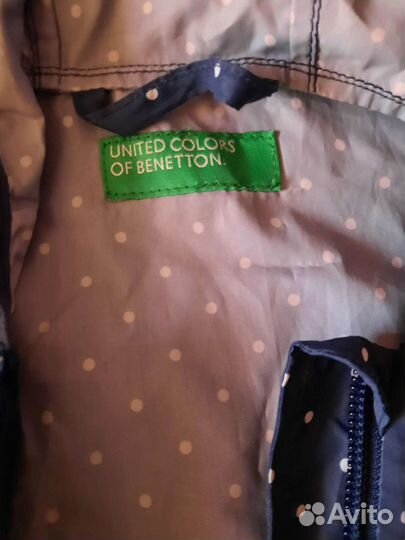 UNITED COLORS
OF BENETTON.
Avito